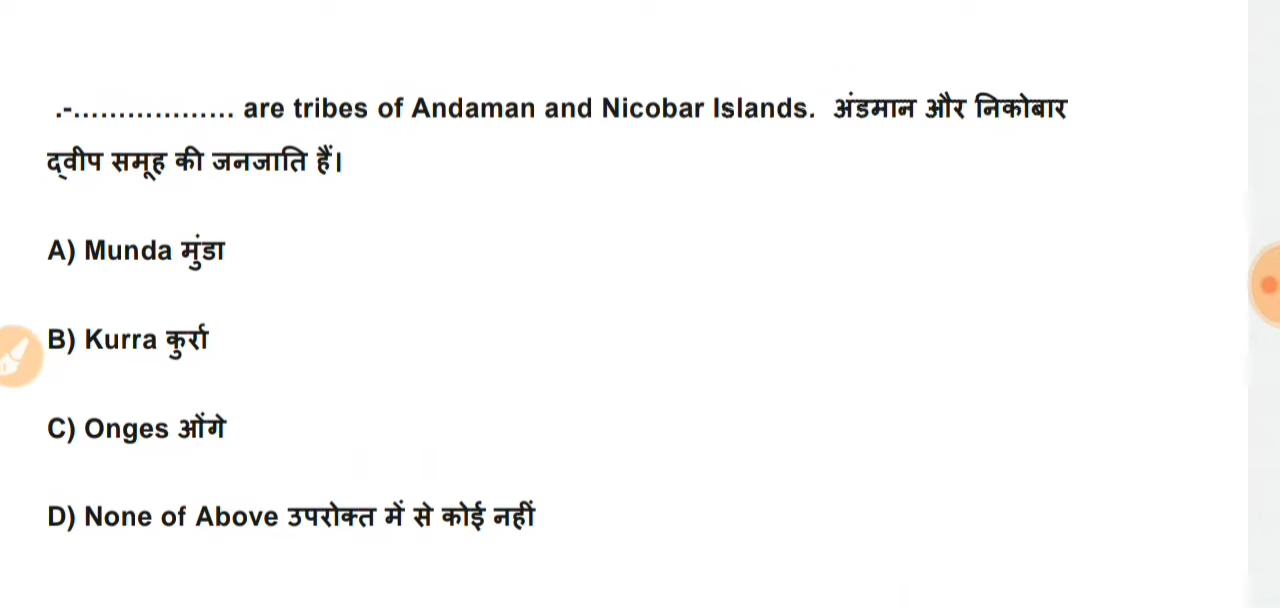 .-.................. are tribes of Andaman and Nicobar Islands. अंडमान और निकोबार
द्वीप समूह की जनजाति हैं।
A) Munda मुंडा
B) Kurra कुर्रा
C) Onges ओंगे
D) None of Above उपरोक्त में से कोई नहीं